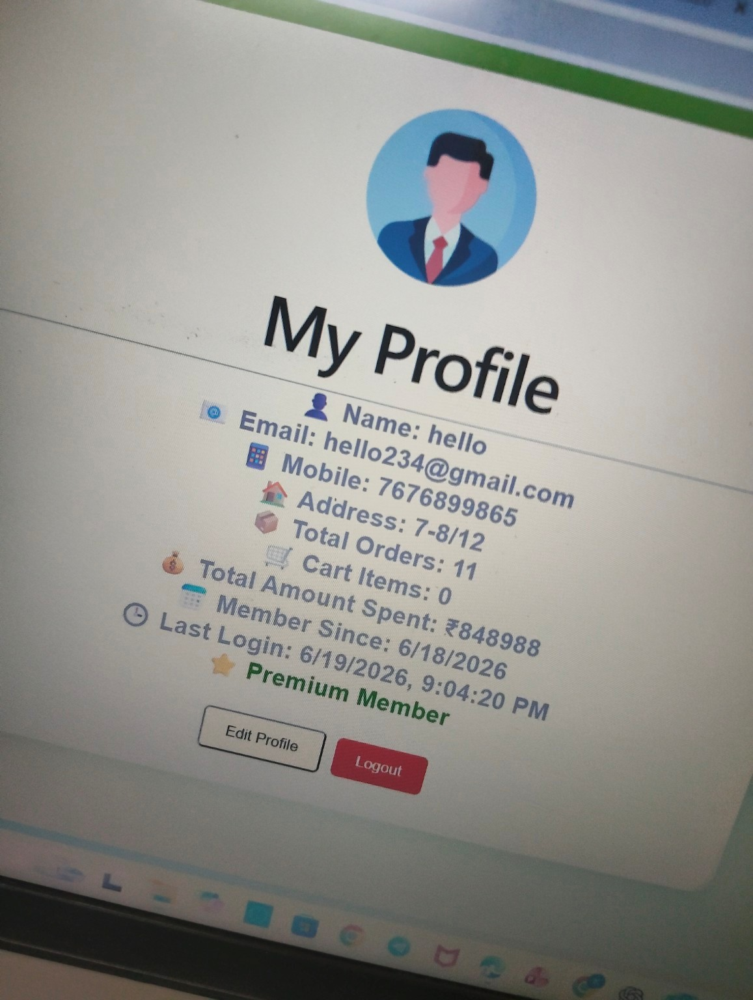 My Profile
Name: hello
Email: hello234@gmail.com
Mobile: 7676899865
Address: 7-8/12
Total Orders: 11
Cart Items: 0
Total Amount Spent: ₹848988
Member Since: 6/18/2026
Last Login: 6/19/2026, 9:04:20 PM
Premium Member
Edit Profile
Logout